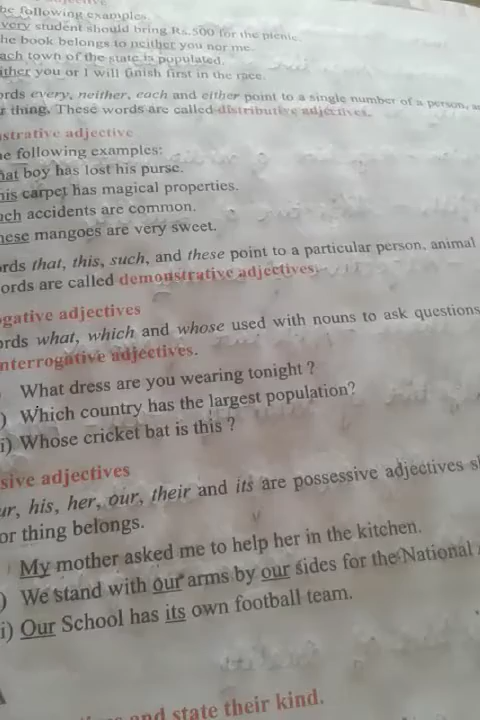 he following examples.
very student should bring Rs.500 for the picnic.
he book belongs to neither you nor me.
ach town of the state is populated.
ither you or I will finish first in the race.
ords every, neither, each and either point to a single number of a person,
r thing. These words are called distributive adjectives.
strative adjective
e following examples:
hat boy has lost his purse.
his carpet has magical properties.
uch accidents are common.
hese mangoes are very sweet.
ords that, this, such, and these point to a particular person, animal
ords are called demonstrative adjectives.
gative adjectives
ords what, which and whose used with nouns to ask questions
nterrogative adjectives.
What dress are you wearing tonight ?
) Which country has the largest population?
i) Whose cricket bat is this ?
sive adjectives
ur, his, her, our, their and its are possessive adjectives s
or thing belongs.
My mother asked me to help her in the kitchen.
) We stand with our arms by our sides for the National
i) Our School has its own football team.
and state their kind.